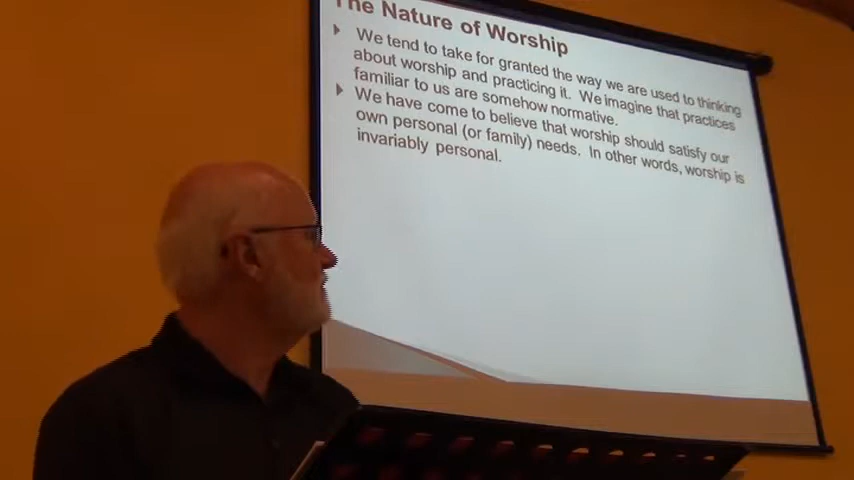 The Nature of Worship
We tend to take for granted the way we are used to thinking
about worship and practicing it. We imagine that practices
familiar to us are somehow normative.
We have come to believe that worship should satisfy our
own personal (or family) needs. In other words, worship is
invariably, personal.